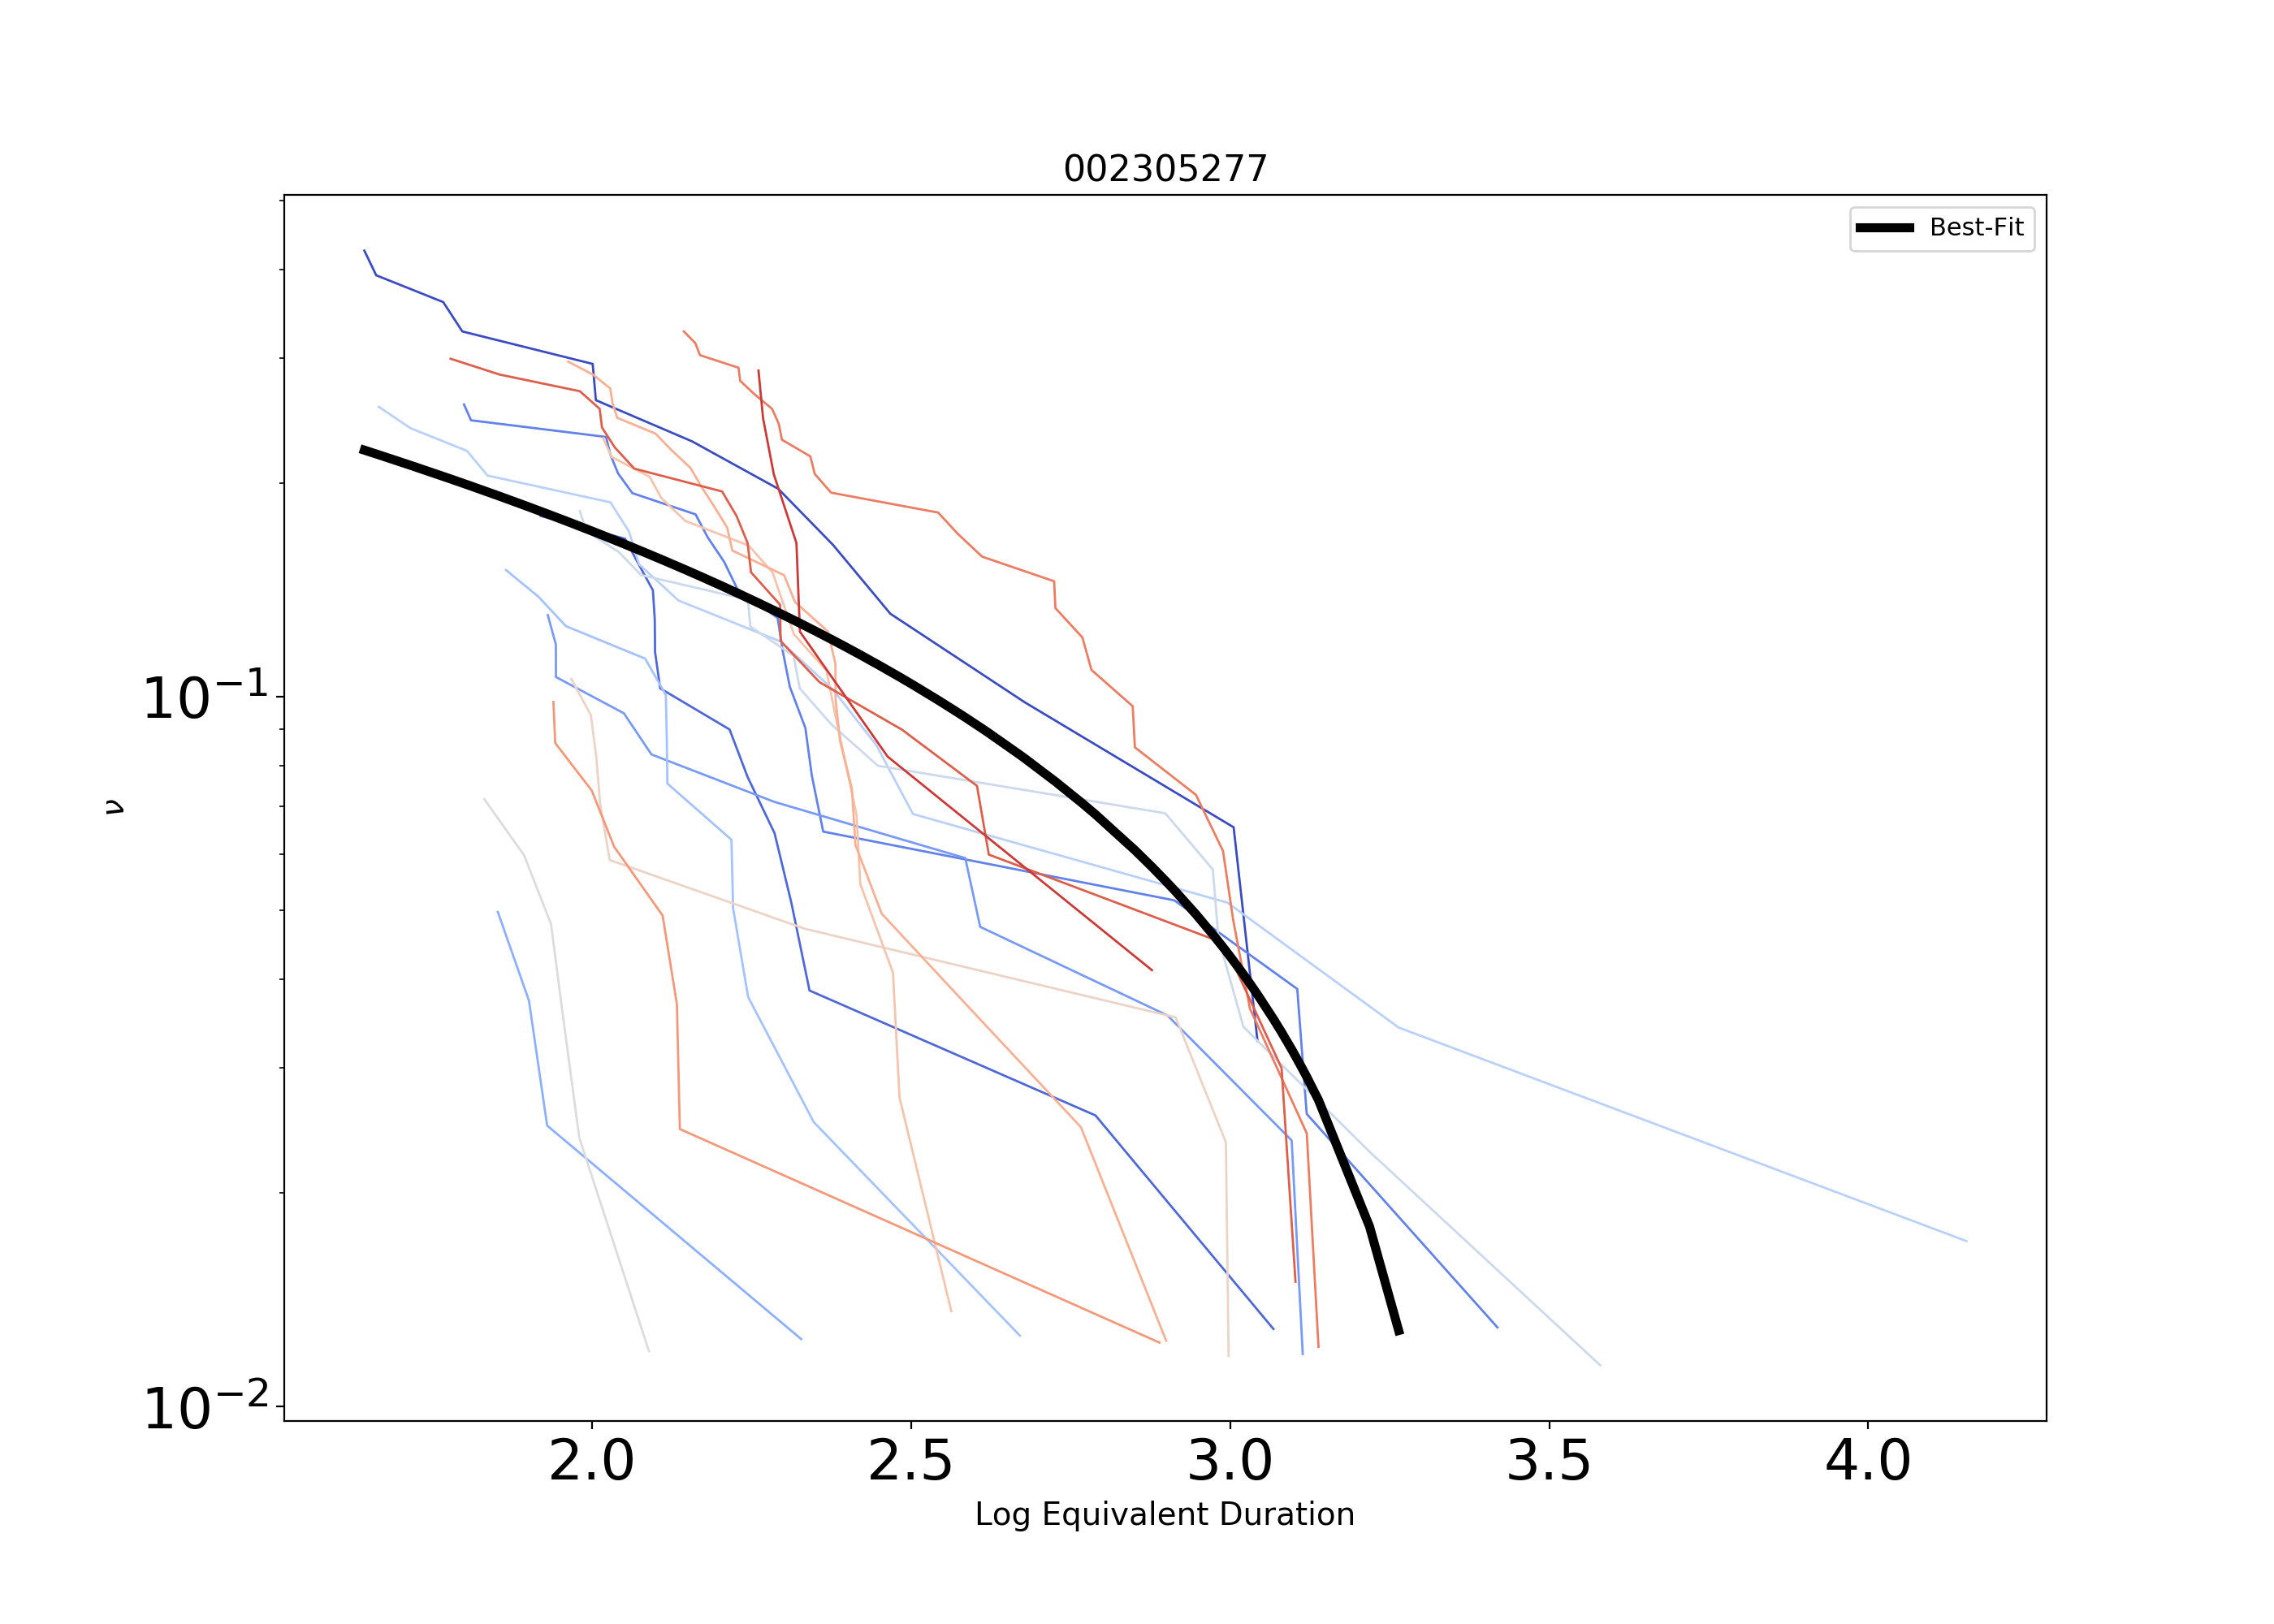 002305277
Best-Fit
10⁻¹
ν
10⁻²
2.0 2.5 3.0 3.5 4.0
Log Equivalent Duration